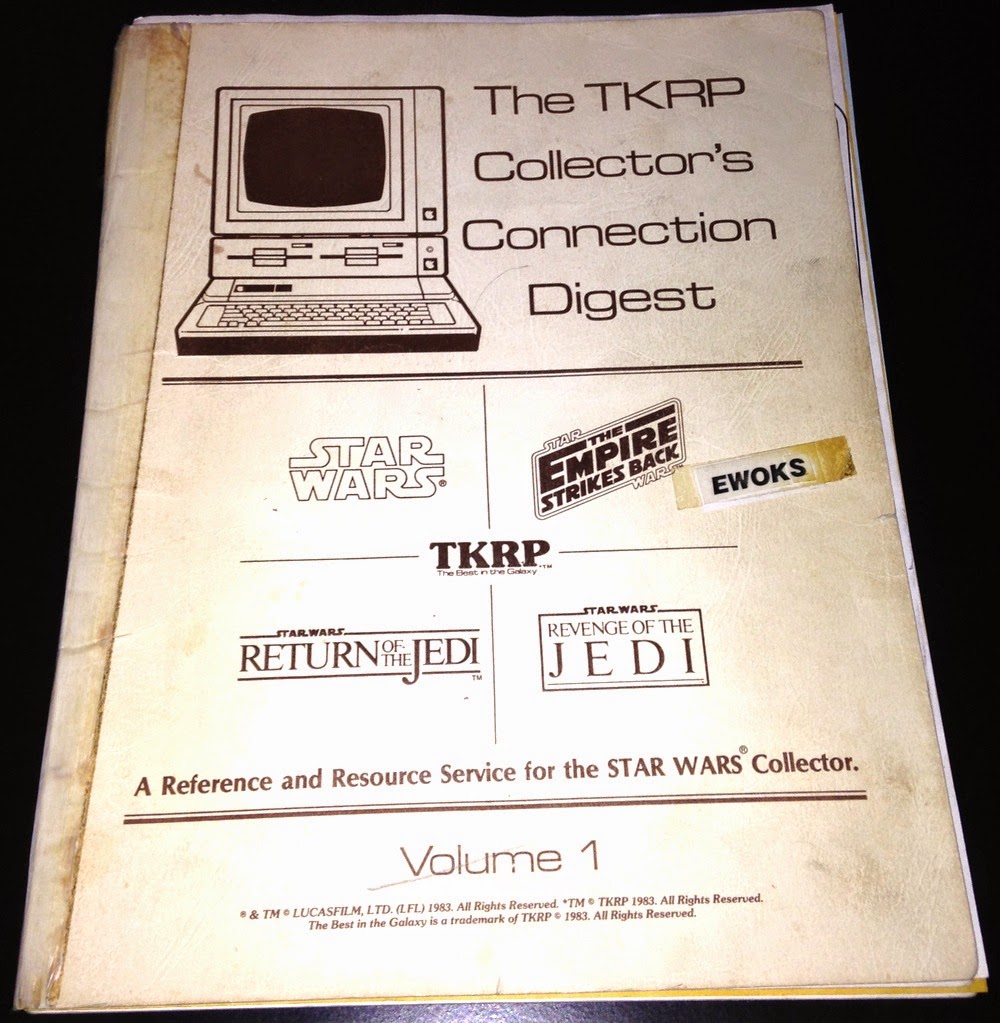 The TKRP
Collector's
Connection
Digest
STAR
WARS®
STAR
THE
EMPIRE
STRIKES BACK™
WARS
EWOKS
TKRP
The Best in the Galaxy *TM
STAR WARS
RETURN OF THE JEDI
TM
STAR WARS
REVENGE OF THE
JEDI
A Reference and Resource Service for the STAR WARS® Collector.
Volume 1
® & TM © LUCASFILM, LTD. (LFL) 1983. All Rights Reserved. *TM © TKRP 1983. All Rights Reserved.
The Best in the Galaxy is a trademark of TKRP © 1983. All Rights Reserved.